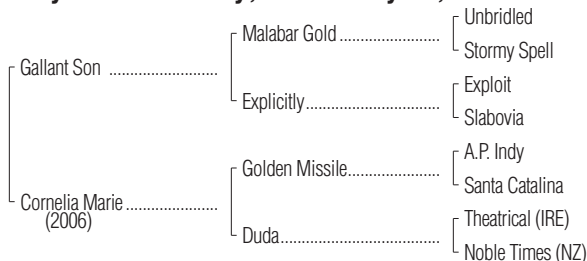 Unbridled
Malabar Gold
Stormy Spell
Gallant Son
Exploit
Explicitly
Slabovia
A.P. Indy
Golden Missile
Santa Catalina
Cornelia Marie
(2006)
Theatrical (IRE)
Duda
Noble Times (NZ)